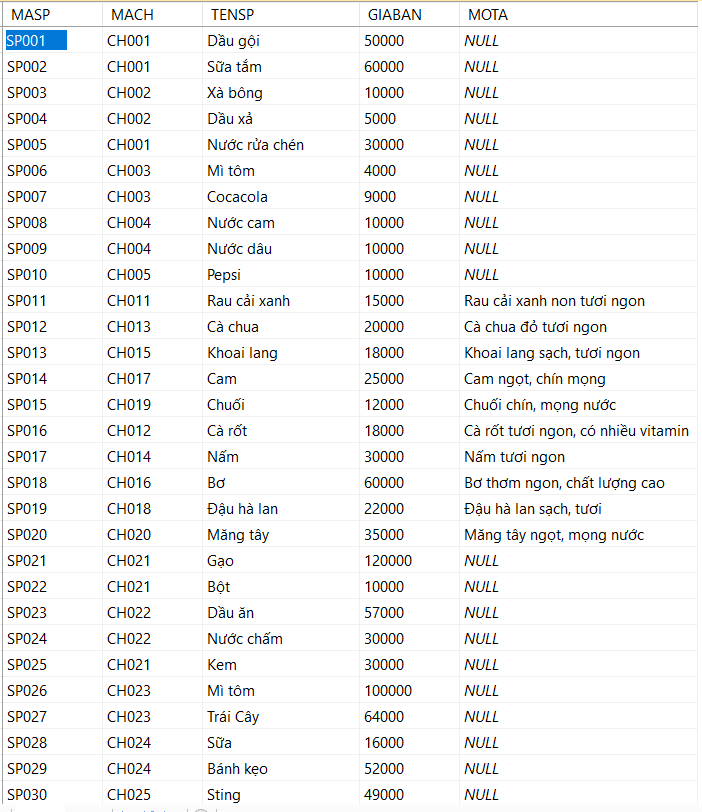 MASP MACH TENSP GIABAN MOTA
SP001 CH001 Dầu gội 50000 NULL
SP002 CH001 Sữa tắm 60000 NULL
SP003 CH002 Xà bông 10000 NULL
SP004 CH002 Dầu xả 5000 NULL
SP005 CH001 Nước rửa chén 30000 NULL
SP006 CH003 Mì tôm 4000 NULL
SP007 CH003 Cocacola 9000 NULL
SP008 CH004 Nước cam 10000 NULL
SP009 CH004 Nước dâu 10000 NULL
SP010 CH005 Pepsi 10000 NULL
SP011 CH011 Rau cải xanh 15000 Rau cải xanh non tươi ngon
SP012 CH013 Cà chua 20000 Cà chua đỏ tươi ngon
SP013 CH015 Khoai lang 18000 Khoai lang sạch, tươi ngon
SP014 CH017 Cam 25000 Cam ngọt, chín mọng
SP015 CH019 Chuối 12000 Chuối chín, mọng nước
SP016 CH012 Cà rốt 18000 Cà rốt tươi ngon, có nhiều vitamin
SP017 CH014 Nấm 30000 Nấm tươi ngon
SP018 CH016 Bơ 60000 Bơ thơm ngon, chất lượng cao
SP019 CH018 Đậu hà lan 22000 Đậu hà lan sạch, tươi
SP020 CH020 Măng tây 35000 Măng tây ngọt, mọng nước
SP021 CH021 Gạo 120000 NULL
SP022 CH021 Bột 10000 NULL
SP023 CH022 Dầu ăn 57000 NULL
SP024 CH022 Nước chấm 30000 NULL
SP025 CH021 Kem 30000 NULL
SP026 CH023 Mì tôm 100000 NULL
SP027 CH023 Trái Cây 64000 NULL
SP028 CH024 Sữa 16000 NULL
SP029 CH024 Bánh kẹo 52000 NULL
SP030 CH025 Sting 49000 NULL